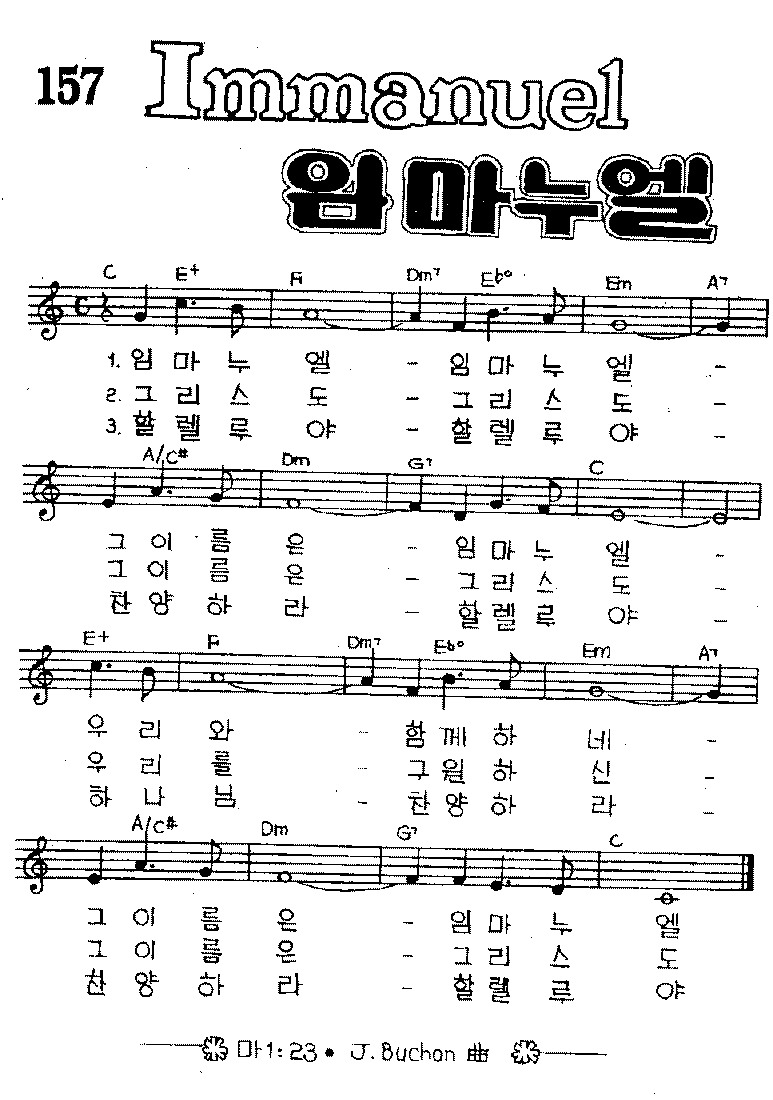 157 Immanuel
임마누엘
C E+ F Dm7 Eb° Em A7
1. 임 마 누 엘 - 임 마 누 엘 -
2. 그 리 스 도 - 그 리 스 도 -
3. 할 렐 루 야 - 할 렐 루 야 -
A/C# Dm G7 C
그 이 름 은 - 임 마 누 엘 -
그 이 름 은 - 그 리 스 도 -
찬 양 하 라 - 할 렐 루 야 -
E+ F Dm7 Eb° Em A7
우 리 와 - 함 께 하 네 -
우 리 를 - 구 원 하 신 -
하 나 님 - 찬 양 하 라 -
A/C# Dm G7 C
그 이 름 은 - 임 마 누 엘
그 이 름 은 - 그 리 스 도
찬 양 하 라 - 할 렐 루 야
마1:23 • J.Buchon 曲